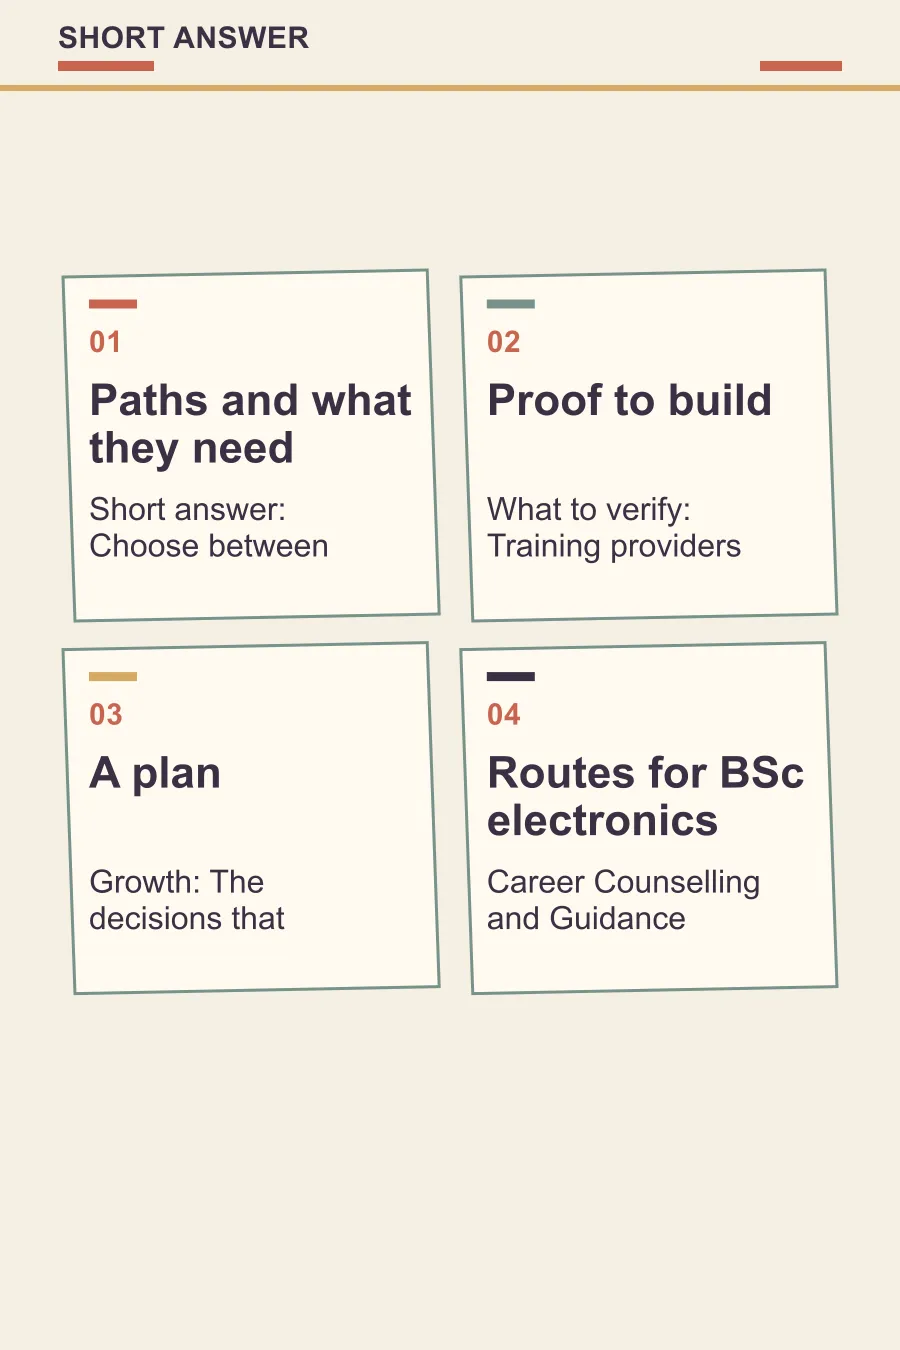 SHORT ANSWER
01
Paths and what
they need
Short answer:
Choose between
02
Proof to build
What to verify:
Training providers
03
A plan
Growth: The
decisions that
04
Routes for BSc
electronics
Career Counselling
and Guidance